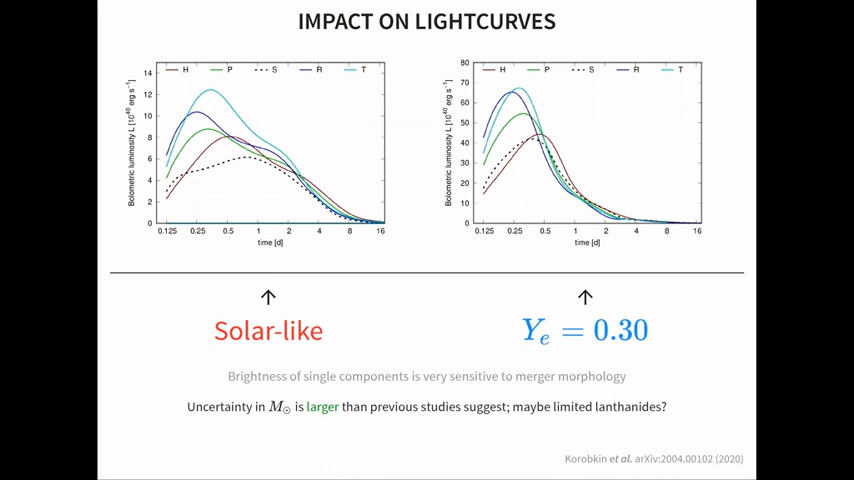 IMPACT ON LIGHTCURVES
H P S R T
Bolometric luminosity L [10⁴⁰ erg s⁻¹]
14
12
10
8
6
4
2
0
0.125 0.25 0.5 1 2 4 8 16
time [d]
H P S R T
Bolometric luminosity L [10⁴⁰ erg s⁻¹]
80
70
60
50
40
30
20
10
0
0.125 0.25 0.5 1 2 4 8 16
time [d]
↑ ↑
Solar-like
Yₑ = 0.30
Brightness of single components is very sensitive to merger morphology
Uncertainty in M⊙ is larger than previous studies suggest; maybe limited lanthanides?
Korobkin et al. arXiv:2004.00102 (2020)